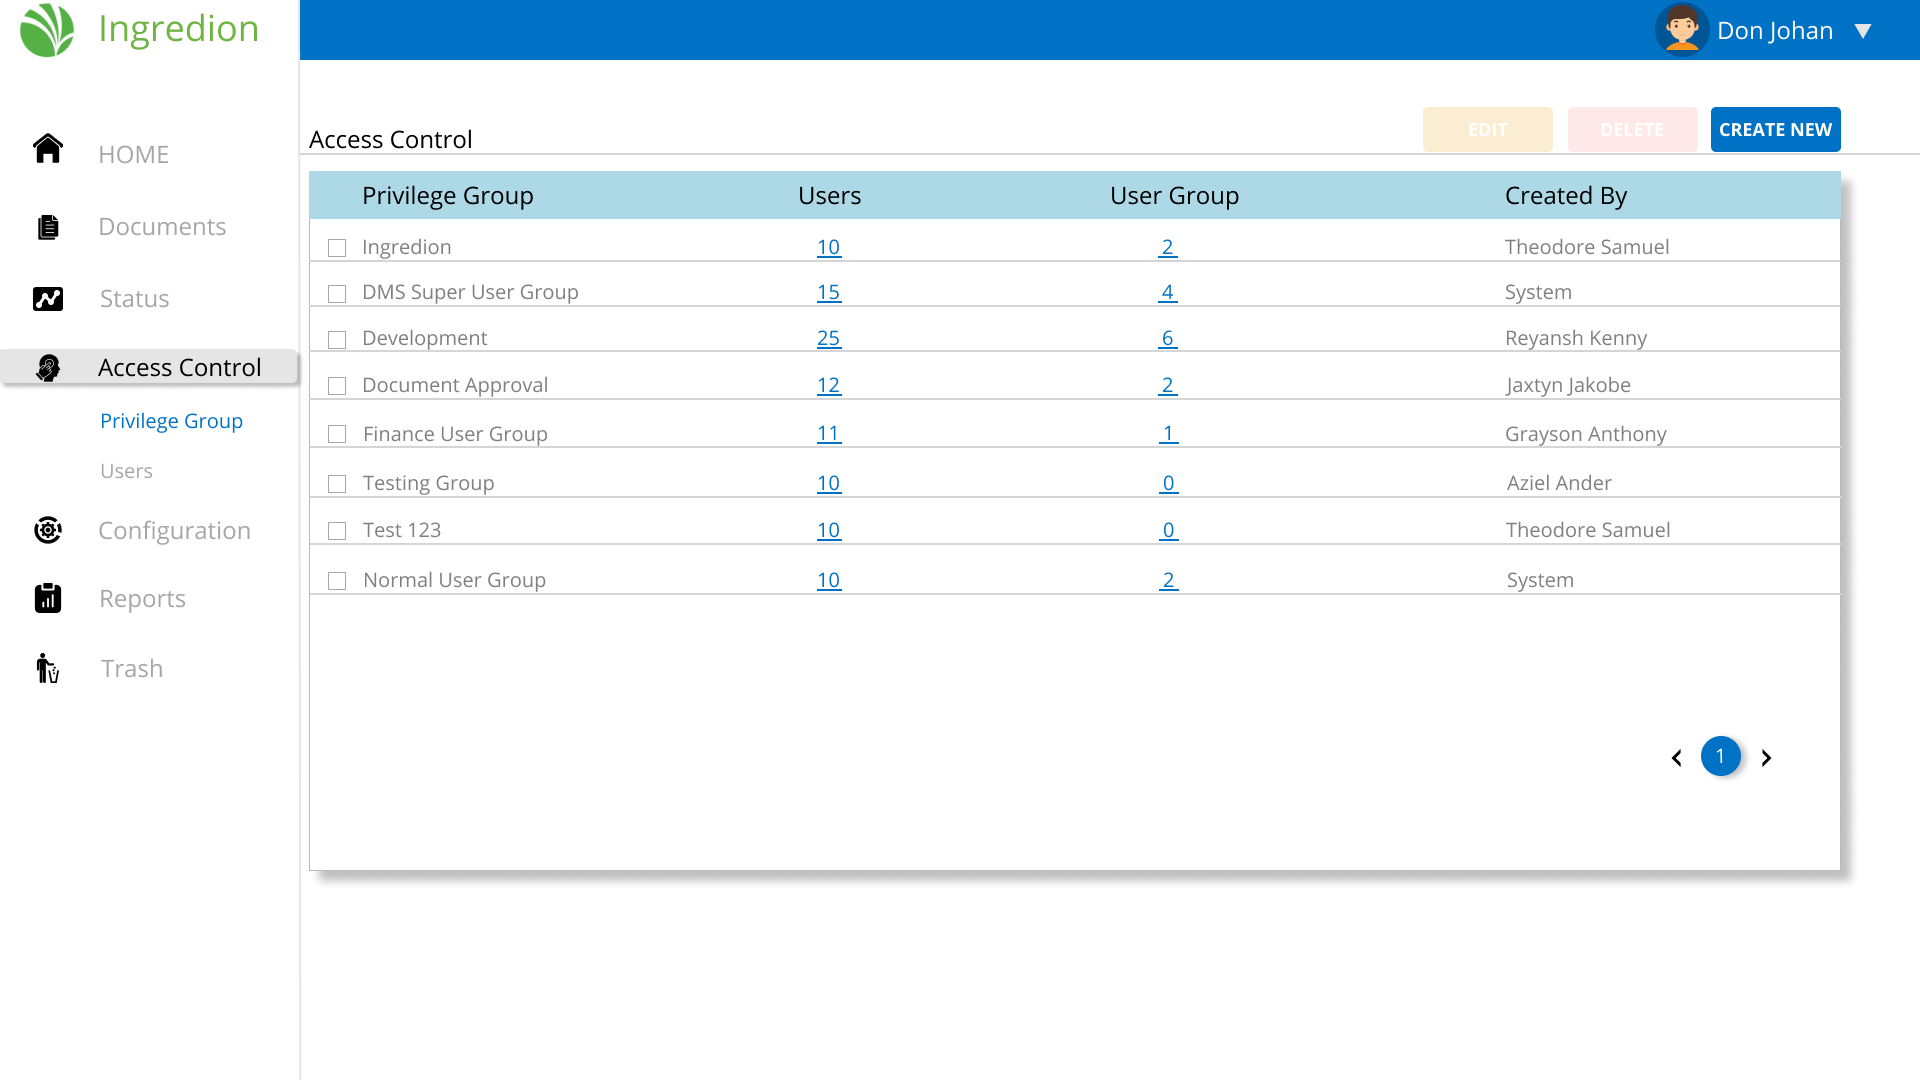 Ingredion
Don Johan ▼
HOME
Documents
Status
Access Control
Privilege Group
Users
Configuration
Reports
Trash
Access Control
EDIT DELETE CREATE NEW
Privilege Group Users User Group Created By
Ingredion 10 2 Theodore Samuel
DMS Super User Group 15 4 System
Development 25 6 Reyansh Kenny
Document Approval 12 2 Jaxtyn Jakobe
Finance User Group 11 1 Grayson Anthony
Testing Group 10 0 Aziel Ander
Test 123 10 0 Theodore Samuel
Normal User Group 10 2 System
1